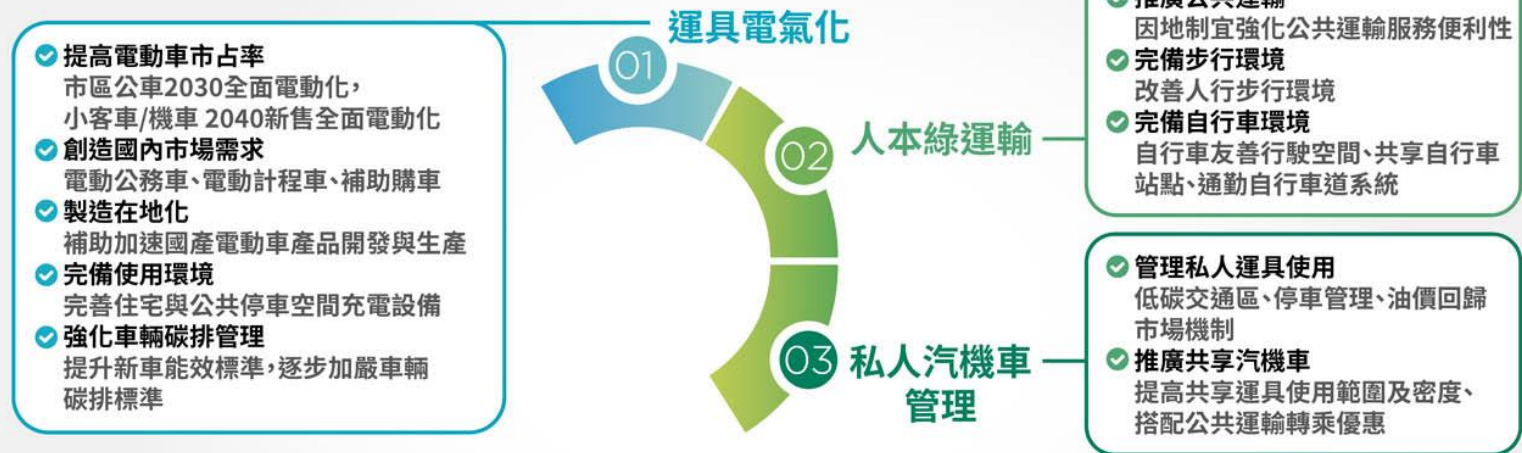 01
運具電氣化
提高電動車市占率
市區公車2030全面電動化，
小客車/機車 2040新售全面電動化
創造國內市場需求
電動公務車、電動計程車、補助購車
製造在地化
補助加速國產電動車產品開發與生產
完備使用環境
完善住宅與公共停車空間充電設備
強化車輛碳排管理
提升新車能效標準，逐步加嚴車輛
碳排標準
02
人本綠運輸
推廣公共運輸
因地制宜強化公共運輸服務便利性
完備步行環境
改善人行步行環境
完備自行車環境
自行車友善行駛空間、共享自行車
站點、通勤自行車道系統
03
私人汽機車
管理
管理私人運具使用
低碳交通區、停車管理、油價回歸
市場機制
推廣共享汽機車
提高共享運具使用範圍及密度、
搭配公共運輸轉乘優惠